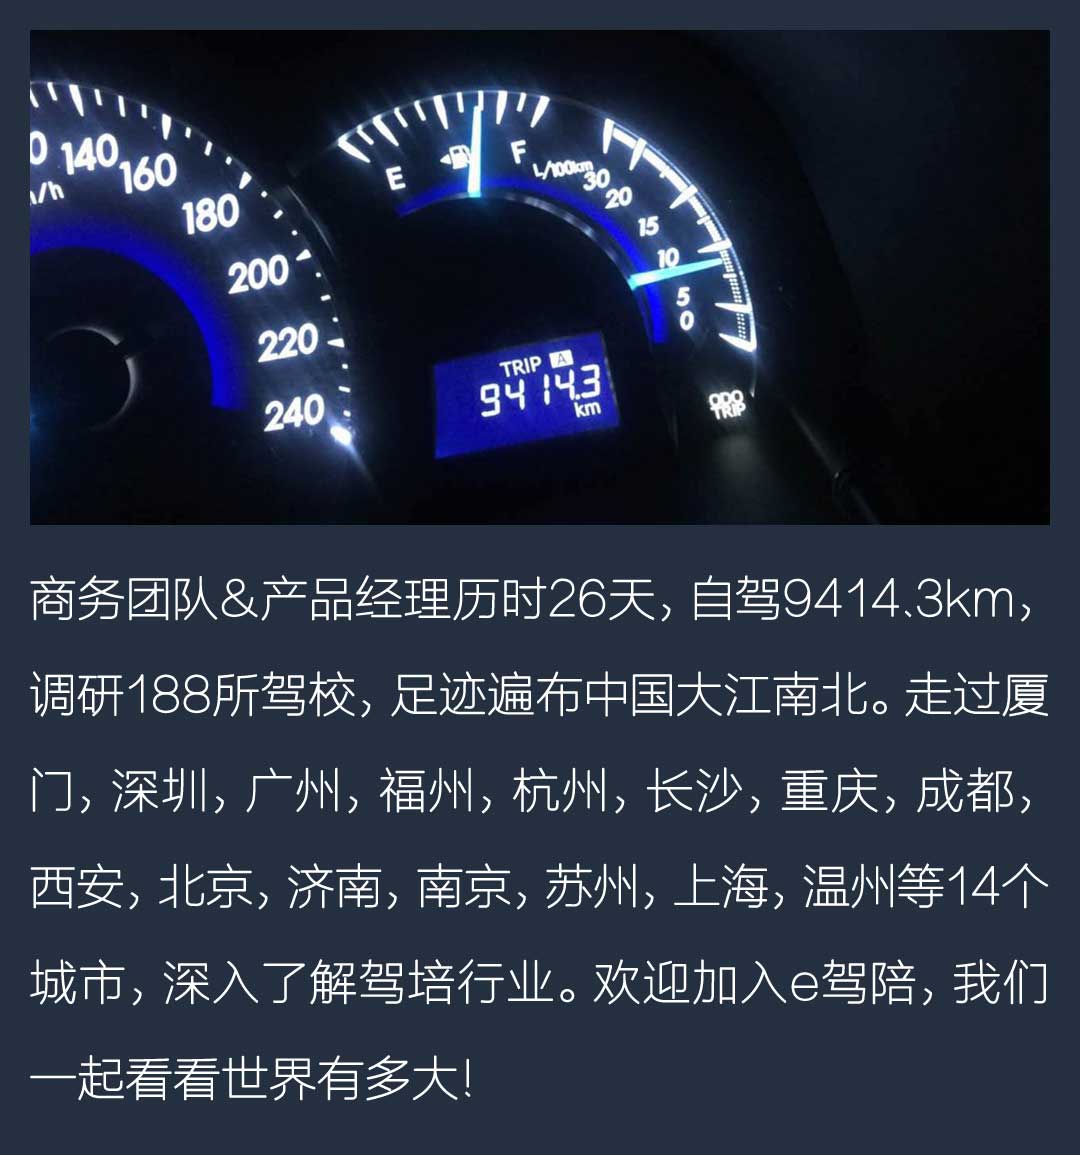 0 140
160
180
200
220
240
/h
E
F
L/100km
30
20
15
10
5
0
TRIP A
9414.3
km
ODO
TRIP
商务团队&产品经理历时26天，自驾9414.3km，
调研188所驾校，足迹遍布中国大江南北。走过厦
门，深圳，广州，福州，杭州，长沙，重庆，成都，
西安，北京，济南，南京，苏州，上海，温州等14个
城市，深入了解驾培行业。欢迎加入e驾陪，我们
一起看看世界有多大！